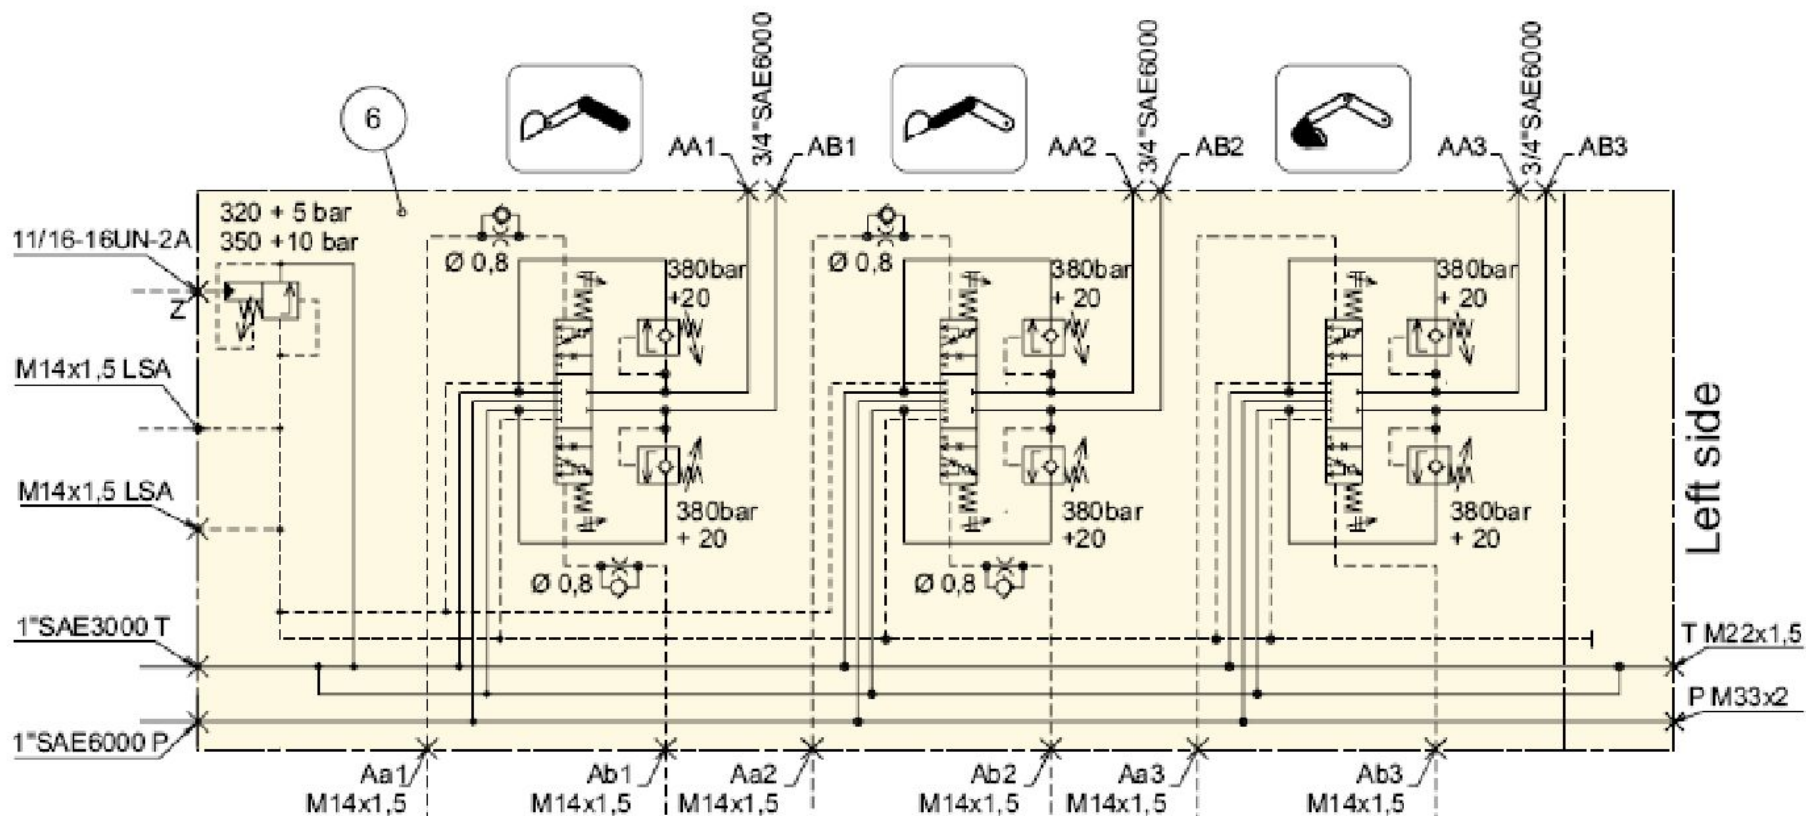 6
AA1
3/4"SAE6000
AB1
AA2
3/4"SAE6000
AB2
AA3
3/4"SAE6000
AB3
320 + 5 bar
350 +10 bar
11/16-16UN-2A
Z
M14x1,5 LSA
M14x1,5 LSA
1"SAE3000 T
1"SAE6000 P
Ø 0,8
380bar
+20
380bar
+ 20
Ø 0,8
Ø 0,8
380bar
+ 20
380bar
+20
Ø 0,8
380bar
+ 20
380bar
+ 20
Left side
T M22x1,5
P M33x2
Aa1
M14x1,5
Ab1
M14x1,5
Aa2
M14x1,5
Ab2
M14x1,5
Aa3
M14x1,5
Ab3
M14x1,5